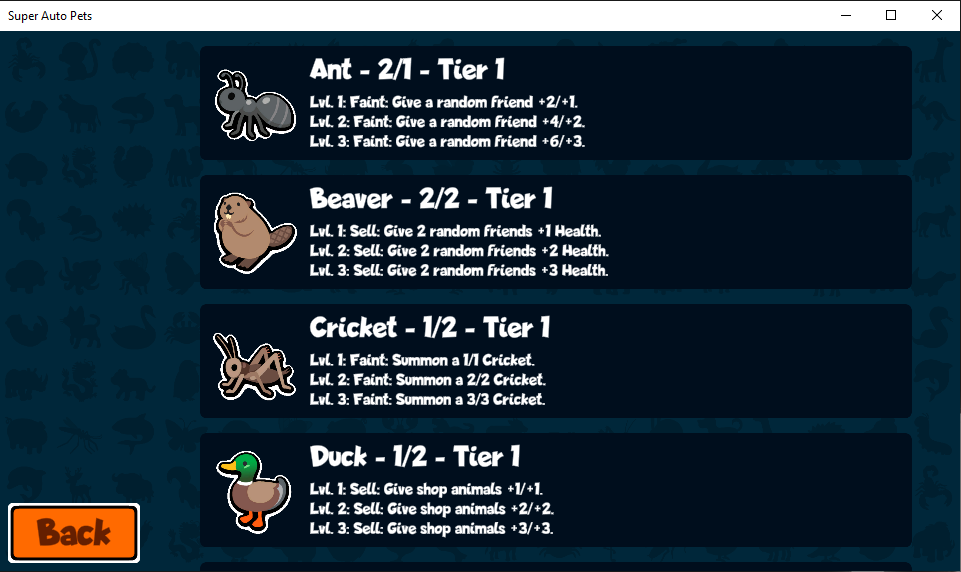 Super Auto Pets
Ant - 2/1 - Tier 1
Lvl. 1: Faint: Give a random friend +2/+1.
Lvl. 2: Faint: Give a random friend +4/+2.
Lvl. 3: Faint: Give a random friend +6/+3.
Beaver - 2/2 - Tier 1
Lvl. 1: Sell: Give 2 random friends +1 Health.
Lvl. 2: Sell: Give 2 random friends +2 Health.
Lvl. 3: Sell: Give 2 random friends +3 Health.
Cricket - 1/2 - Tier 1
Lvl. 1: Faint: Summon a 1/1 Cricket.
Lvl. 2: Faint: Summon a 2/2 Cricket.
Lvl. 3: Faint: Summon a 3/3 Cricket.
Duck - 1/2 - Tier 1
Lvl. 1: Sell: Give shop animals +1/+1.
Lvl. 2: Sell: Give shop animals +2/+2.
Lvl. 3: Sell: Give shop animals +3/+3.
Back